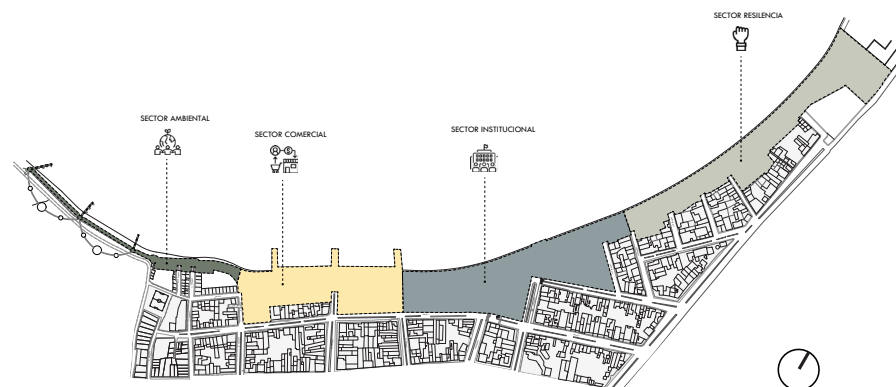 SECTOR RESILENCIA
SECTOR AMBIENTAL
SECTOR COMERCIAL
SECTOR INSTITUCIONAL